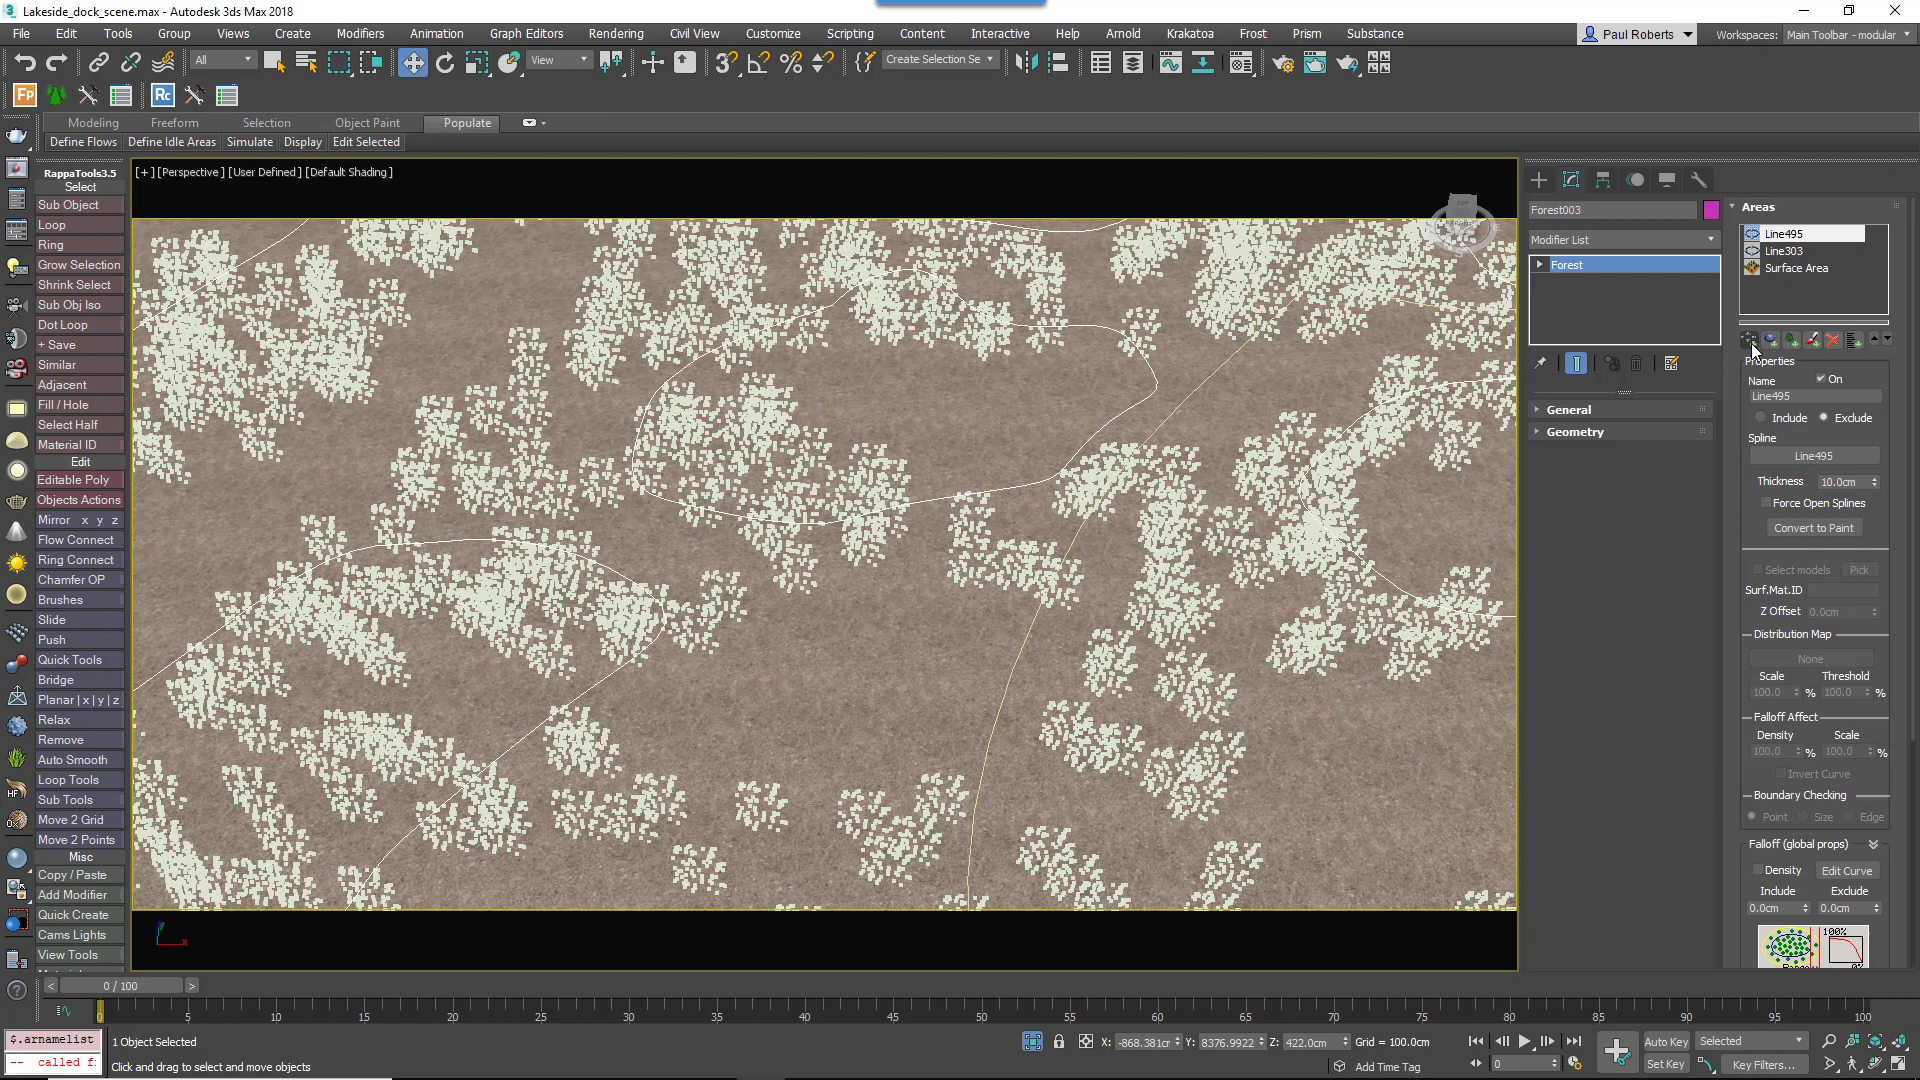 Lakeside_dock_scene.max - Autodesk 3ds Max 2018
File Edit Tools Group Views Create Modifiers Animation Graph Editors Rendering Civil View Customize Scripting Content Interactive Help Arnold Krakatoa Frost Prism Substance
Paul Roberts
Workspaces: Main Toolbar - modular
All
View
Create Selection Se
Modeling Freeform Selection Object Paint Populate
Define Flows Define Idle Areas Simulate Display Edit Selected
[+] [Perspective] [User Defined] [Default Shading]
TOP
RappaTools3.5
Select
Sub Object
Loop
Ring
Grow Selection
Shrink Select
Sub Obj Iso
Dot Loop
+ Save
Similar
Adjacent
Fill / Hole
Select Half
Material ID
Edit
Editable Poly
Objects Actions
Mirror x y z
Flow Connect
Ring Connect
Chamfer OP
Brushes
Slide
Push
Quick Tools
Bridge
Planar | x | y | z
Relax
Remove
Auto Smooth
Loop Tools
Sub Tools
Move 2 Grid
Move 2 Points
Misc
Copy / Paste
Add Modifier
Quick Create
Cams Lights
View Tools
Forest003
Modifier List
Forest
General
Geometry
Areas
Line495
Line303
Surface Area
Properties
Name On
Line495
Include Exclude
Spline
Line495
Thickness 10.0cm
Force Open Splines
Convert to Paint
Select models Pick
Surf.Mat.ID
Z Offset 0.0cm
Distribution Map
None
Scale Threshold
100.0 % 100.0 %
Falloff Affect
Density Scale
100.0 % 100.0 %
Invert Curve
Boundary Checking
Point Size Edge
Falloff (global props)
Density Edit Curve
Include Exclude
0.0cm 0.0cm
100%
0%
< 0 / 100 >
0 5 10 15 20 25 30 35 40 45 50 55 60 65 70 75 80 85 90 95 100
$.arnamelist
-- called f:
1 Object Selected
Click and drag to select and move objects
X: -868.381cm Y: 8376.9922 Z: 422.0cm Grid = 100.0cm
Add Time Tag
0
Auto Key Selected
Set Key Key Filters...